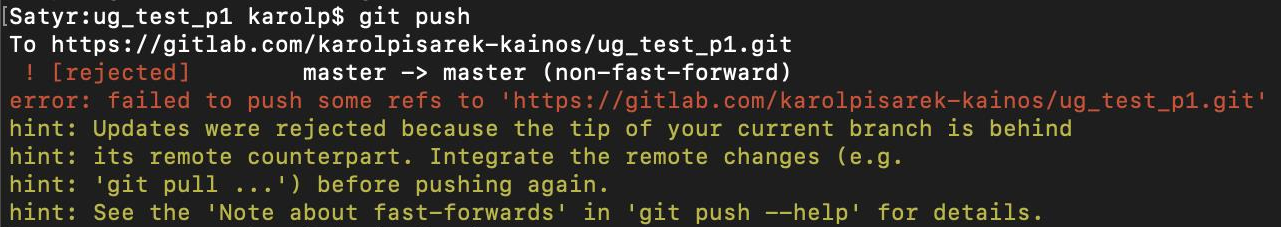 [Satyr:ug_test_p1 karolp$ git push
To https://gitlab.com/karolpisarek-kainos/ug_test_p1.git
 ! [rejected]        master -> master (non-fast-forward)
error: failed to push some refs to 'https://gitlab.com/karolpisarek-kainos/ug_test_p1.git'
hint: Updates were rejected because the tip of your current branch is behind
hint: its remote counterpart. Integrate the remote changes (e.g.
hint: 'git pull ...') before pushing again.
hint: See the 'Note about fast-forwards' in 'git push --help' for details.